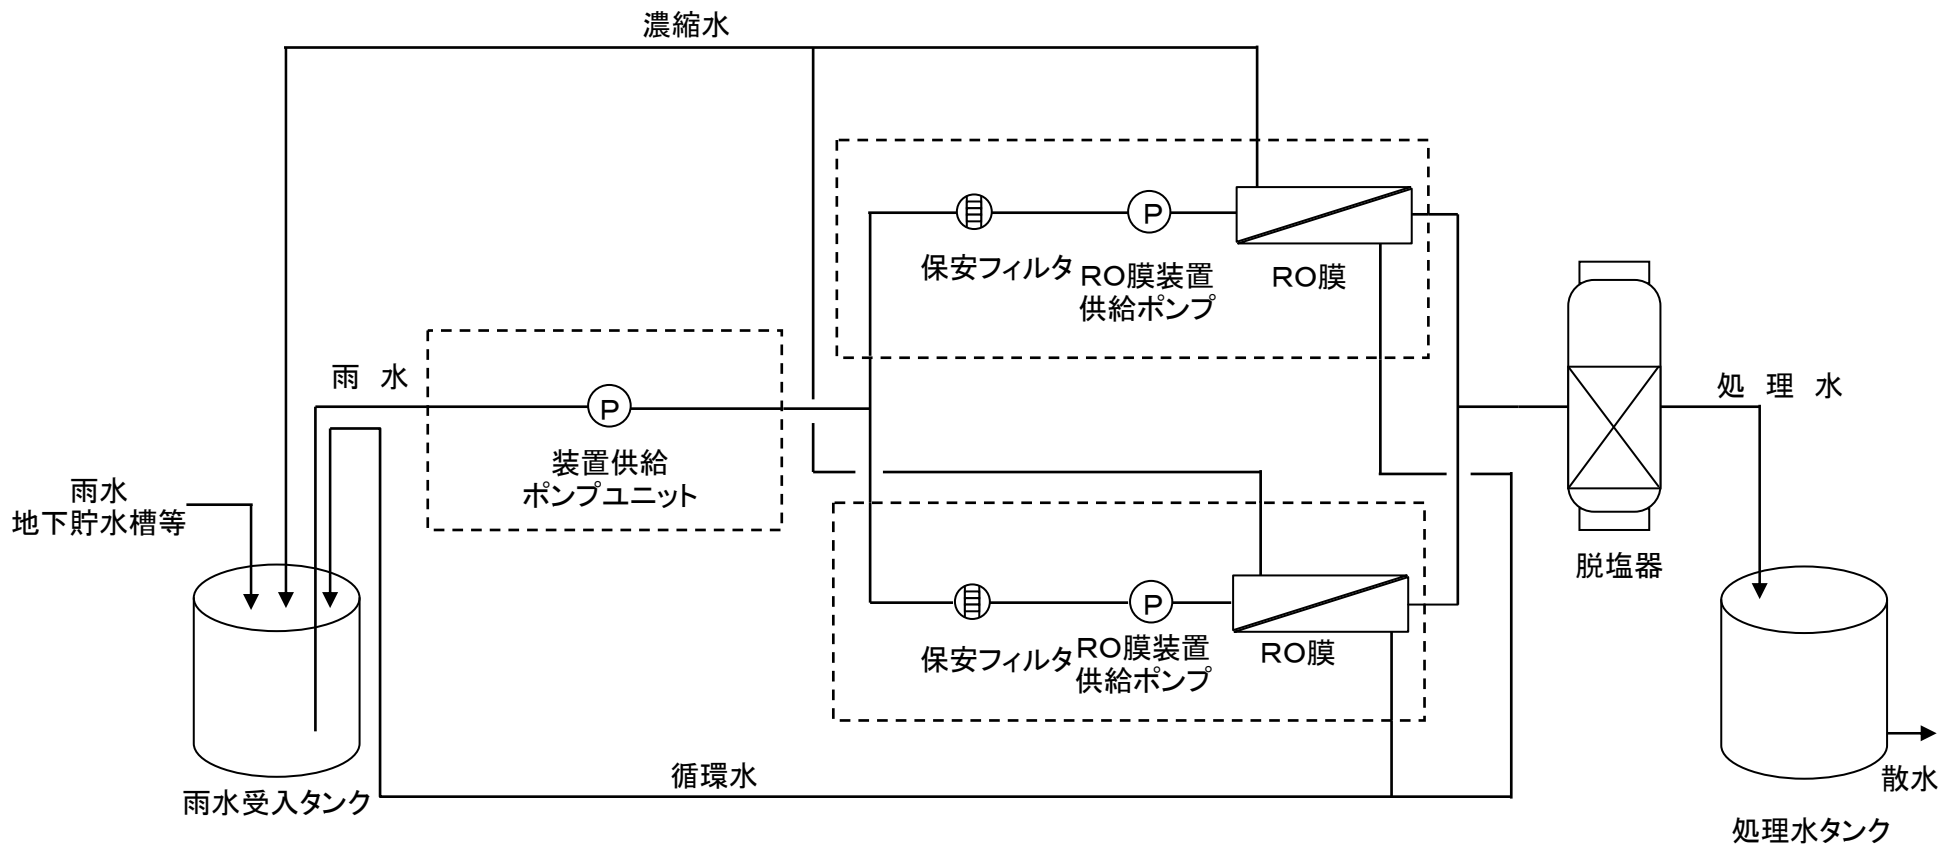 濃縮水
P
保安フィルタ
RO膜装置
供給ポンプ
RO膜
雨 水
P
装置供給
ポンプユニット
処 理 水
雨水
地下貯水槽等
脱塩器
P
保安フィルタ
RO膜装置
供給ポンプ
RO膜
循環水
雨水受入タンク
散水
処理水タンク